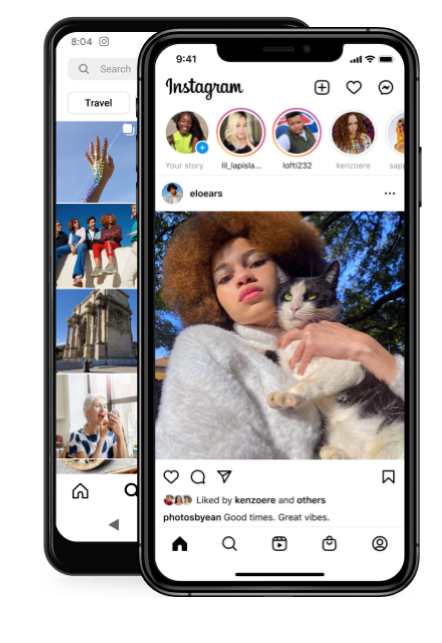 8:04
Search
Travel
9:41
Instagram
Your story
lil_lapisla...
lofti232
kenzoere
sapp
eloears
Liked by kenzoere and others
photosbyean Good times. Great vibes.